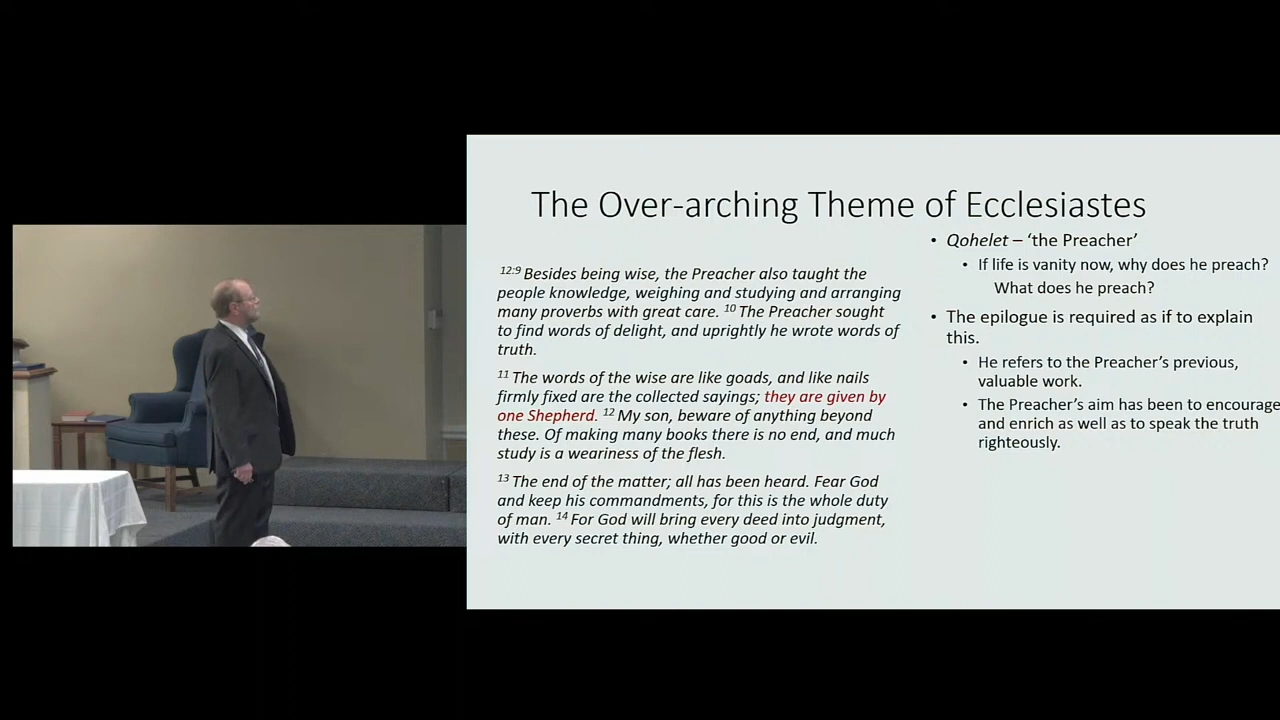 The Over-arching Theme of Ecclesiastes
12:9 Besides being wise, the Preacher also taught the
people knowledge, weighing and studying and arranging
many proverbs with great care. 10 The Preacher sought
to find words of delight, and uprightly he wrote words of
truth.
11 The words of the wise are like goads, and like nails
firmly fixed are the collected sayings; they are given by
one Shepherd. 12 My son, beware of anything beyond
these. Of making many books there is no end, and much
study is a weariness of the flesh.
13 The end of the matter; all has been heard. Fear God
and keep his commandments, for this is the whole duty
of man. 14 For God will bring every deed into judgment,
with every secret thing, whether good or evil.
• Qohelet – ‘the Preacher’
• If life is vanity now, why does he preach?
What does he preach?
• The epilogue is required as if to explain
this.
• He refers to the Preacher’s previous,
valuable work.
• The Preacher’s aim has been to encourage
and enrich as well as to speak the truth
righteously.